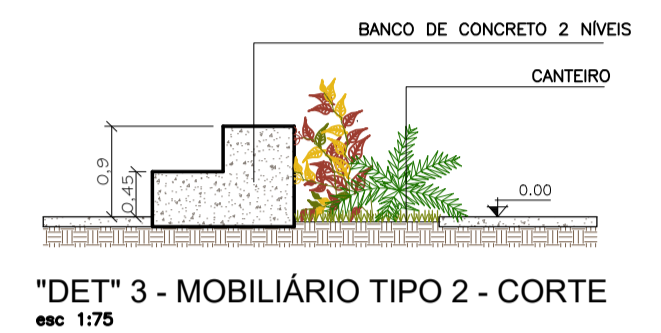 BANCO DE CONCRETO 2 NÍVEIS
CANTEIRO
0,9
0,45
0.00
"DET" 3 - MOBILIÁRIO TIPO 2 - CORTE
esc 1:75